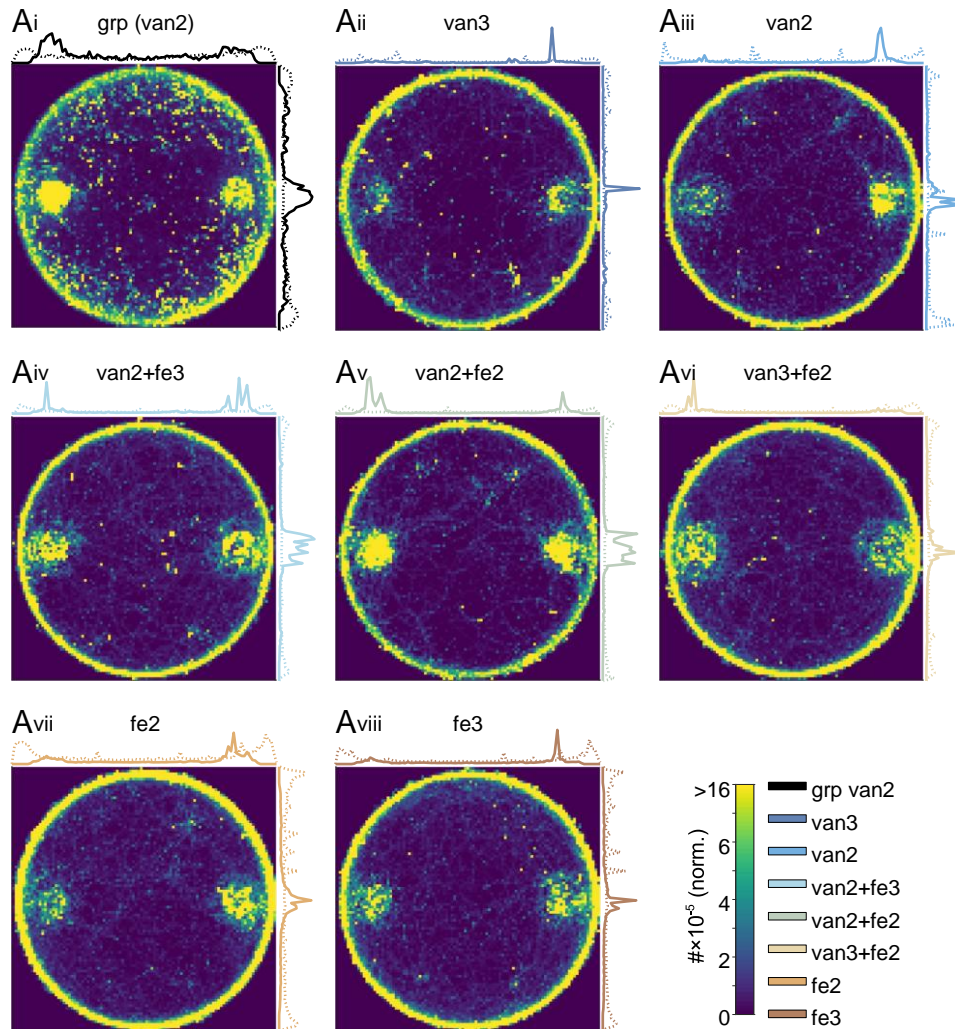 Ai grp (van2)
Aii van3
Aiii van2
Aiv van2+fe3
Av van2+fe2
Avi van3+fe2
Avii fe2
Aviii fe3
>16
6
4
2
0
#×10⁻⁵ (norm.)
grp van2
van3
van2
van2+fe3
van2+fe2
van3+fe2
fe2
fe3